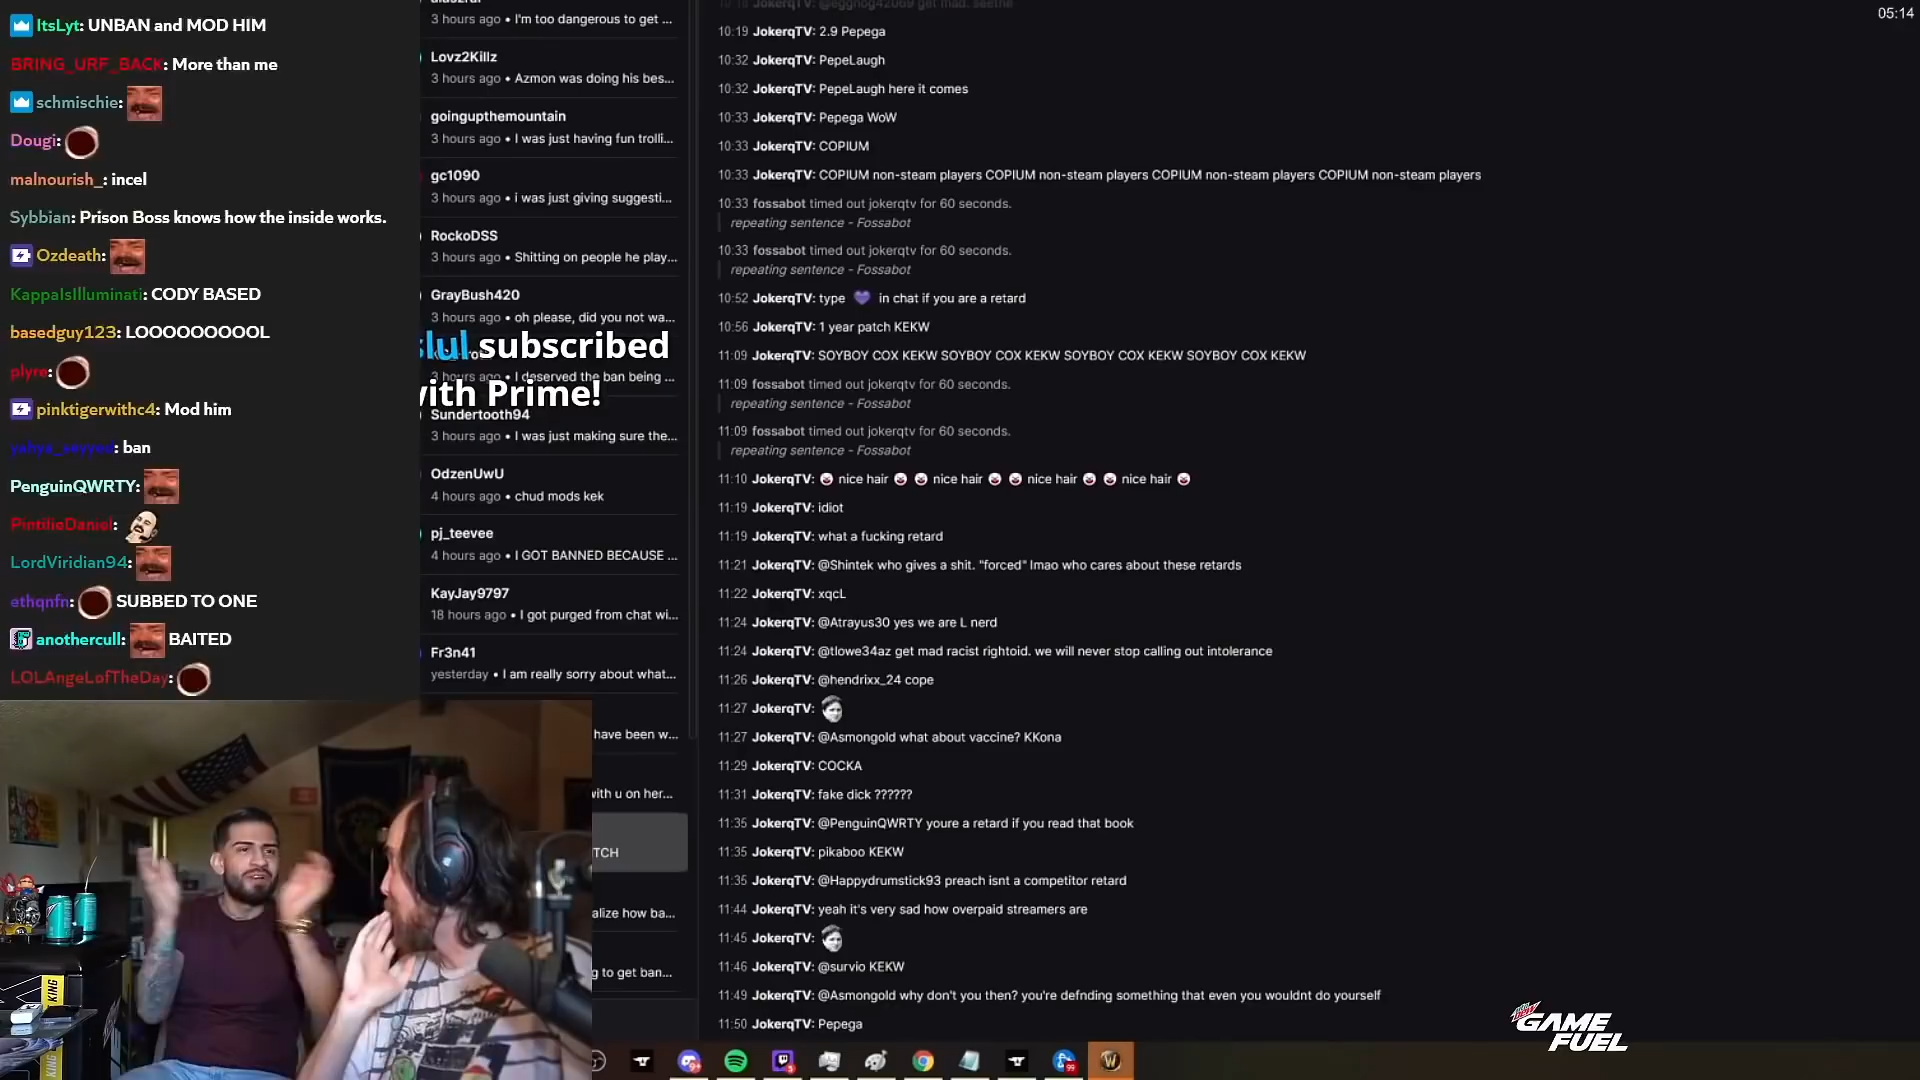 ItsLyt: UNBAN and MOD HIM
BRING_URF_BACK: More than me
schmischie:
Dougi:
malnourish_: incel
Sybbian: Prison Boss knows how the inside works.
Ozdeath:
KappaIsIlluminati: CODY BASED
basedguy123: LOOOOOOOOOL
plyre:
pinktigerwithc4: Mod him
: ban
PenguinQWRTY:
PintilieDaniel:
LordViridian94:
ethqnfn: SUBBED TO ONE
anothercull: BAITED
LOLAngeLofTheDay:
3 hours ago • I'm too dangerous to get ...
Lovz2Killz
3 hours ago • Azmon was doing his bes...
goingupthemountain
3 hours ago • I was just having fun trolli...
gc1090
3 hours ago • i was just giving suggesti...
RockoDSS
3 hours ago • Shitting on people he play...
GrayBush420
3 hours ago • oh please, did you not wa...
slul subscribed
3 hours ago • I deserved the ban being ...
with Prime!
Sundertooth94
3 hours ago • I was just making sure the...
OdzenUwU
4 hours ago • chud mods kek
pj_teevee
4 hours ago • I GOT BANNED BECAUSE ...
KayJay9797
18 hours ago • I got purged from chat wi...
Fr3n41
yesterday • I am really sorry about what...
have been w...
with u on her...
TCH
alize how ba...
g to get ban...
10:18 JokerqTV: @eggnog42069 get mad. seethe
10:19 JokerqTV: 2.9 Pepega
10:32 JokerqTV: PepeLaugh
10:32 JokerqTV: PepeLaugh here it comes
10:33 JokerqTV: Pepega WoW
10:33 JokerqTV: COPIUM
10:33 JokerqTV: COPIUM non-steam players COPIUM non-steam players COPIUM non-steam players COPIUM non-steam players
10:33 fossabot timed out jokerqtv for 60 seconds.
repeating sentence - Fossabot
10:33 fossabot timed out jokerqtv for 60 seconds.
repeating sentence - Fossabot
10:52 JokerqTV: type 💜 in chat if you are a retard
10:56 JokerqTV: 1 year patch KEKW
11:09 JokerqTV: SOYBOY COX KEKW SOYBOY COX KEKW SOYBOY COX KEKW SOYBOY COX KEKW
11:09 fossabot timed out jokerqtv for 60 seconds.
repeating sentence - Fossabot
11:09 fossabot timed out jokerqtv for 60 seconds.
repeating sentence - Fossabot
11:10 JokerqTV: 🤡 nice hair 🤡 🤡 nice hair 🤡 🤡 nice hair 🤡 🤡 nice hair 🤡
11:19 JokerqTV: idiot
11:19 JokerqTV: what a fucking retard
11:21 JokerqTV: @Shintek who gives a shit. "forced" lmao who cares about these retards
11:22 JokerqTV: xqcL
11:24 JokerqTV: @Atrayus30 yes we are L nerd
11:24 JokerqTV: @tlowe34az get mad racist rightoid. we will never stop calling out intolerance
11:26 JokerqTV: @hendrixx_24 cope
11:27 JokerqTV:
11:27 JokerqTV: @Asmongold what about vaccine? KKona
11:29 JokerqTV: COCKA
11:31 JokerqTV: fake dick ??????
11:35 JokerqTV: @PenguinQWRTY youre a retard if you read that book
11:35 JokerqTV: pikaboo KEKW
11:35 JokerqTV: @Happydrumstick93 preach isnt a competitor retard
11:44 JokerqTV: yeah it's very sad how overpaid streamers are
11:45 JokerqTV:
11:46 JokerqTV: @survio KEKW
11:49 JokerqTV: @Asmongold why don't you then? you're defnding something that even you wouldnt do yourself
11:50 JokerqTV: Pepega
05:14
GAME
FUEL
KING
KING
99